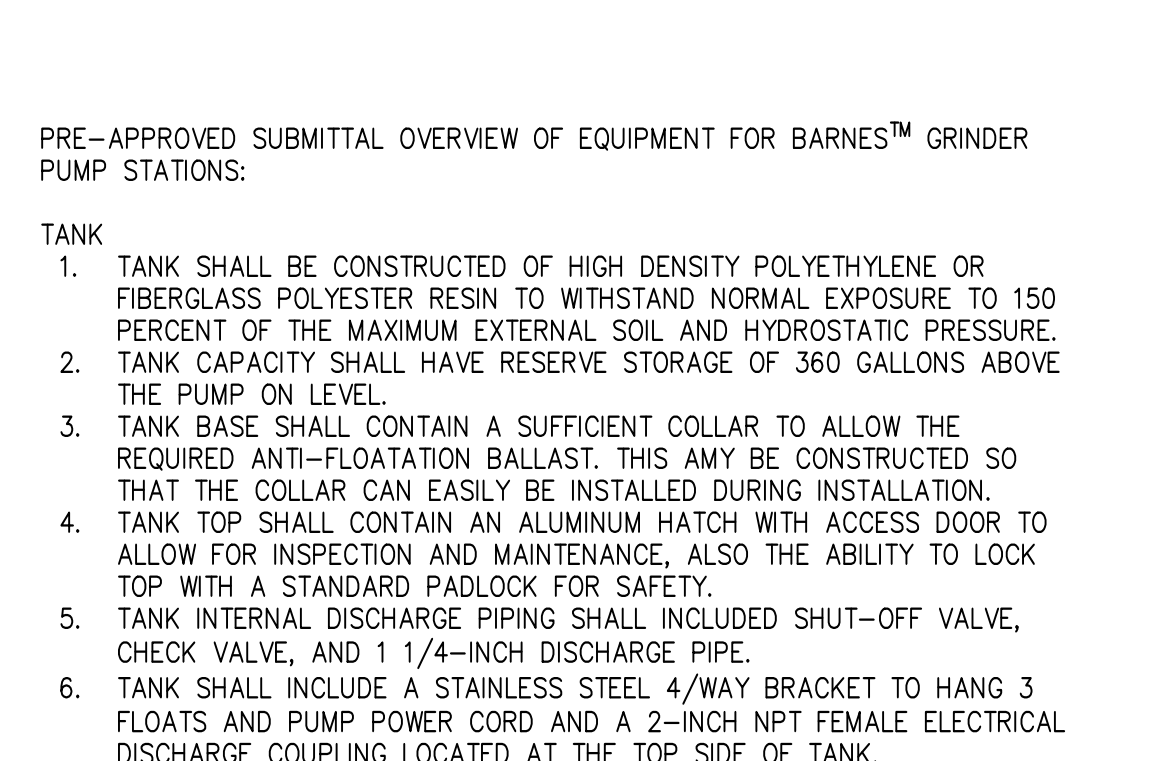 PRE-APPROVED SUBMITTAL OVERVIEW OF EQUIPMENT FOR BARNES™ GRINDER
PUMP STATIONS:
TANK
1. TANK SHALL BE CONSTRUCTED OF HIGH DENSITY POLYETHYLENE OR
FIBERGLASS POLYESTER RESIN TO WITHSTAND NORMAL EXPOSURE TO 150
PERCENT OF THE MAXIMUM EXTERNAL SOIL AND HYDROSTATIC PRESSURE.
2. TANK CAPACITY SHALL HAVE RESERVE STORAGE OF 360 GALLONS ABOVE
THE PUMP ON LEVEL.
3. TANK BASE SHALL CONTAIN A SUFFICIENT COLLAR TO ALLOW THE
REQUIRED ANTI-FLOATATION BALLAST. THIS AMY BE CONSTRUCTED SO
THAT THE COLLAR CAN EASILY BE INSTALLED DURING INSTALLATION.
4. TANK TOP SHALL CONTAIN AN ALUMINUM HATCH WITH ACCESS DOOR TO
ALLOW FOR INSPECTION AND MAINTENANCE, ALSO THE ABILITY TO LOCK
TOP WITH A STANDARD PADLOCK FOR SAFETY.
5. TANK INTERNAL DISCHARGE PIPING SHALL INCLUDED SHUT-OFF VALVE,
CHECK VALVE, AND 1 1/4-INCH DISCHARGE PIPE.
6. TANK SHALL INCLUDE A STAINLESS STEEL 4/WAY BRACKET TO HANG 3
FLOATS AND PUMP POWER CORD AND A 2-INCH NPT FEMALE ELECTRICAL
DISCHARGE COUPLING LOCATED AT THE TOP SIDE OF TANK.